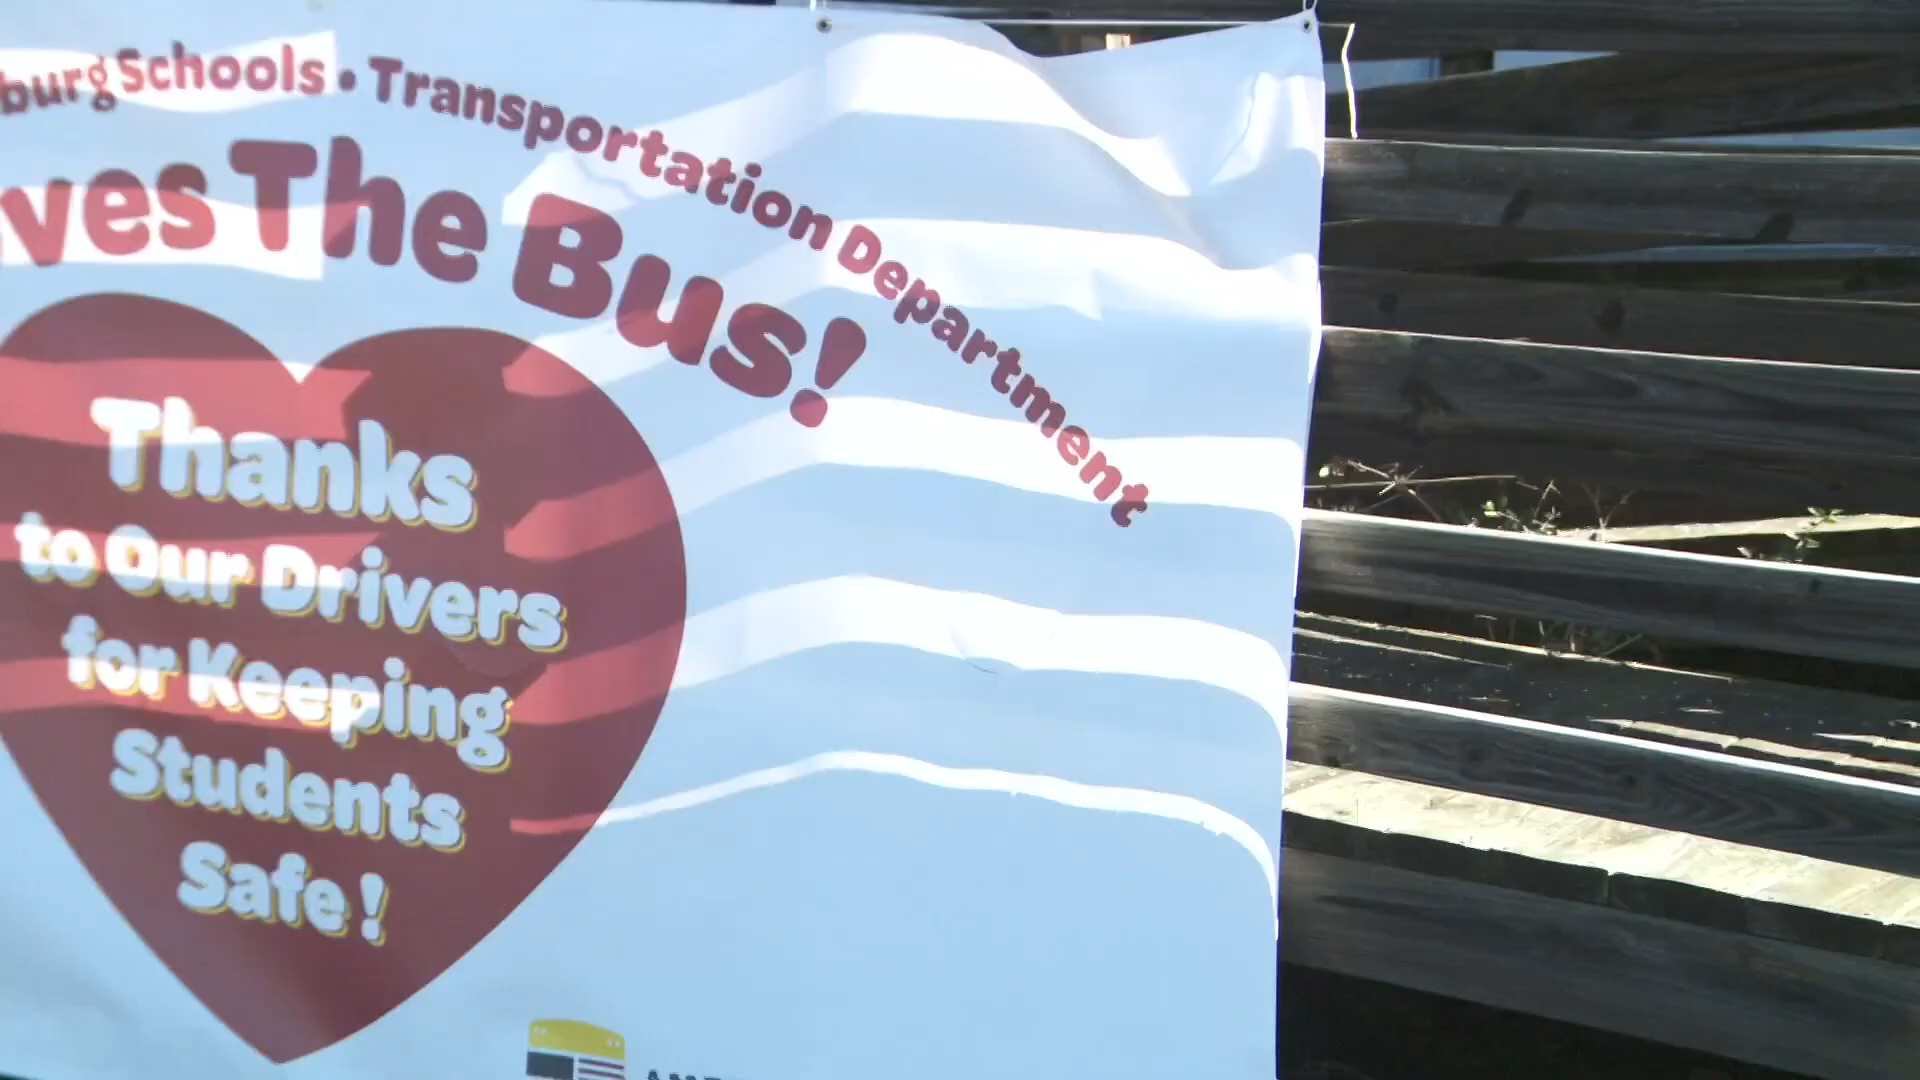 burg Schools • Transportation Department
ves The Bus!
Thanks
to Our Drivers
for Keeping
Students
Safe!